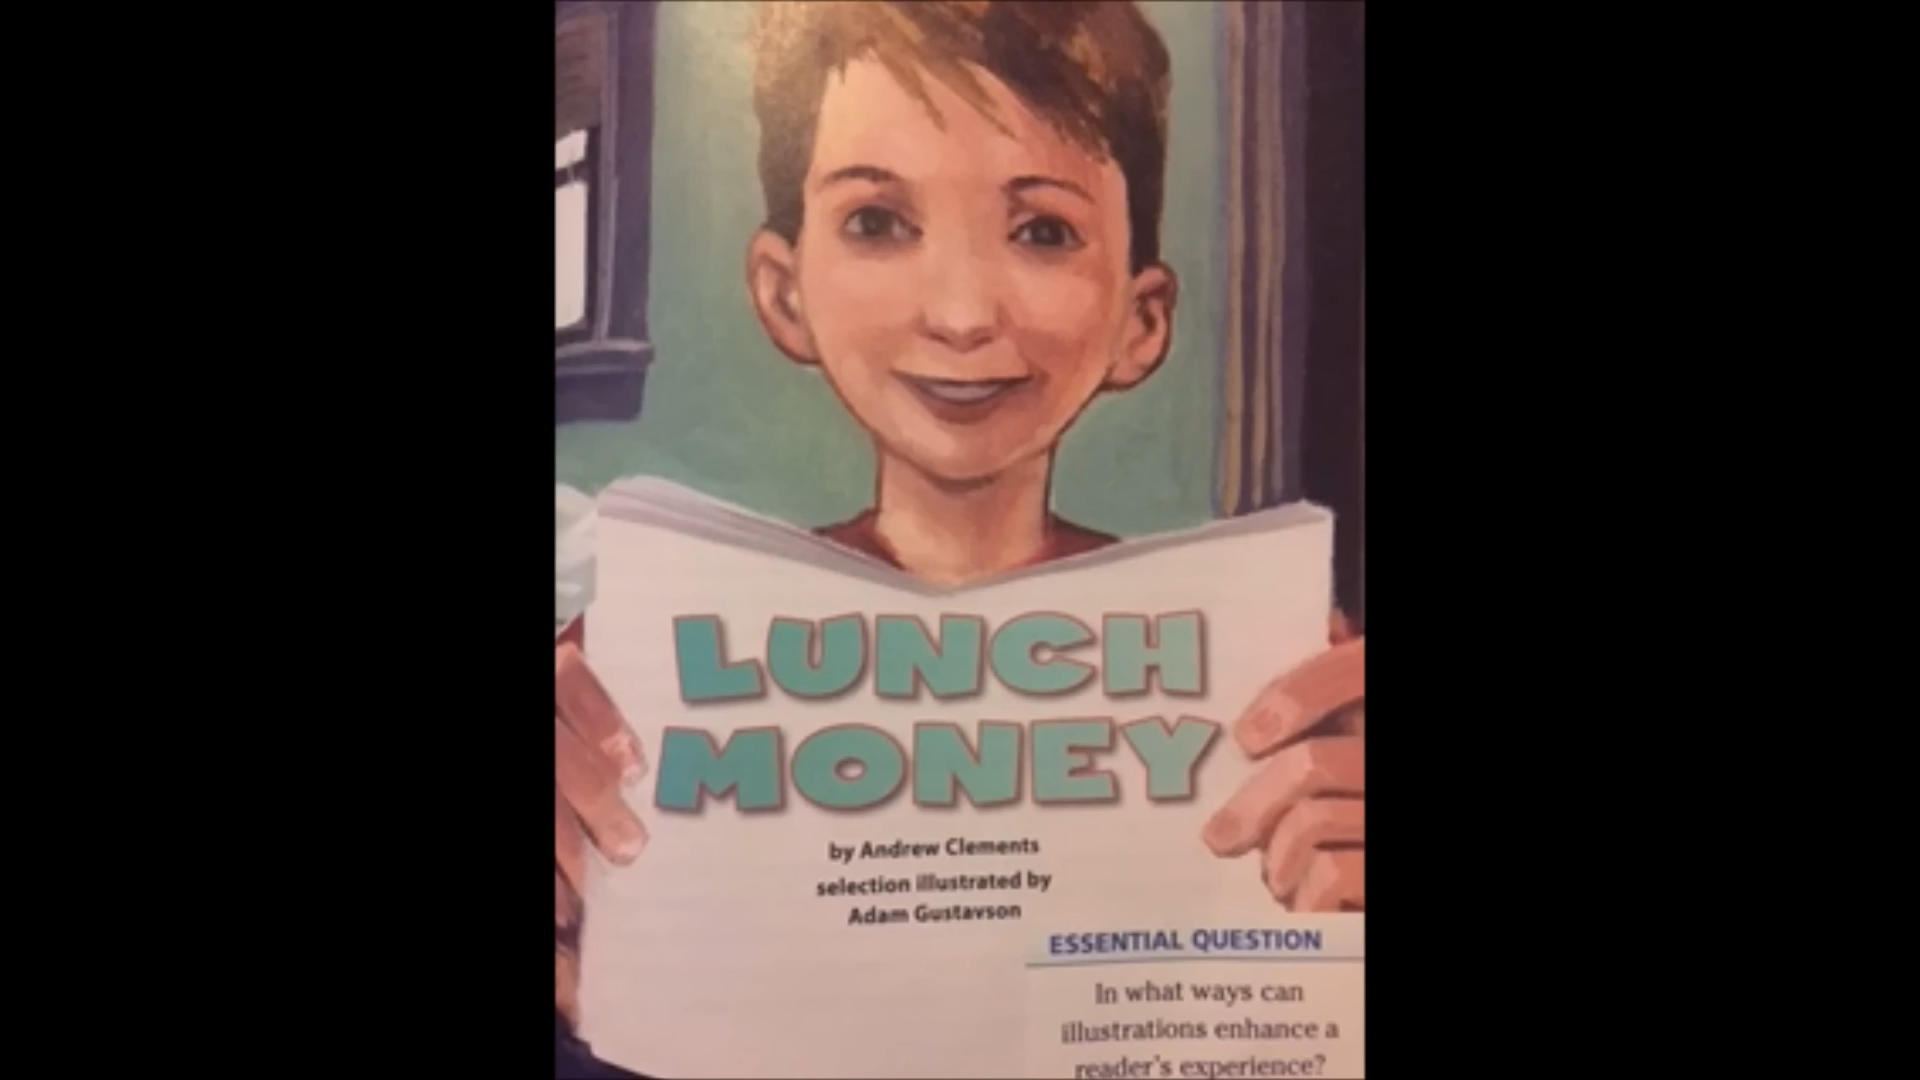 LUNCH
MONEY
by Andrew Clements
selection illustrated by
Adam Gustavson
ESSENTIAL QUESTION
In what ways can
illustrations enhance a
reader's experience?